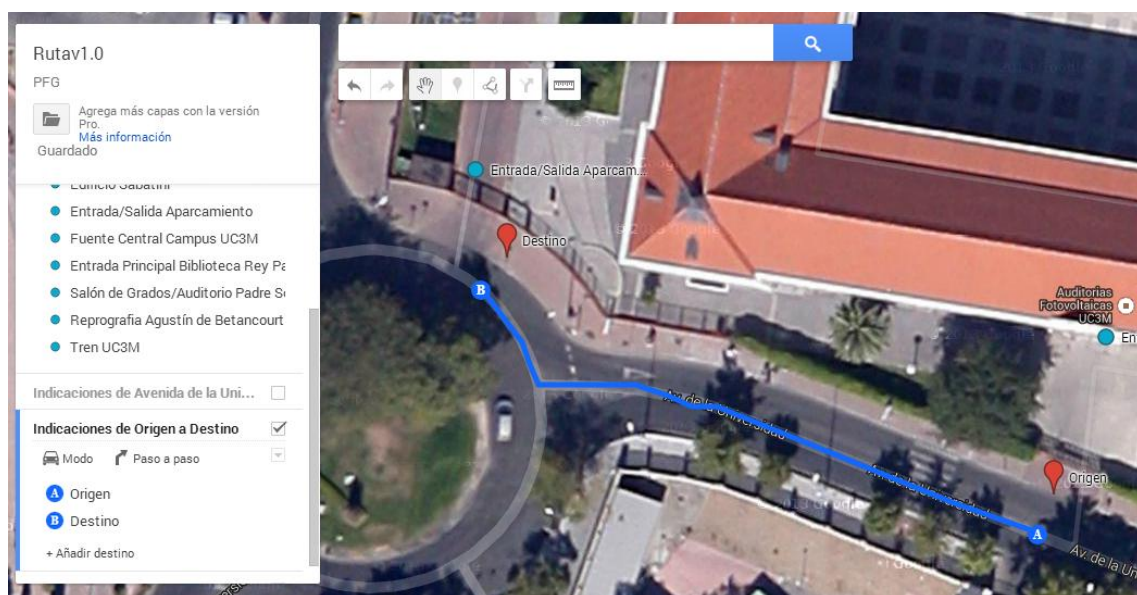 Rutav1.0
PFG
Agrega más capas con la versión
Pro.
Más información
Guardado
Edificio Sabatini
Entrada/Salida Aparcamiento
Fuente Central Campus UC3M
Entrada Principal Biblioteca Rey Pa
Salón de Grados/Auditorio Padre S
Reprografia Agustín de Betancourt
Tren UC3M
Indicaciones de Avenida de la Uni...
Indicaciones de Origen a Destino
Modo
Paso a paso
A Origen
B Destino
+ Añadir destino
Entrada/Salida Aparcam...
Destino
B
Auditorias
Fotovoltaicas
UC3M
En
Av. de la Universidad
Av. de la Universidad
Origen
A
Av. de la Un